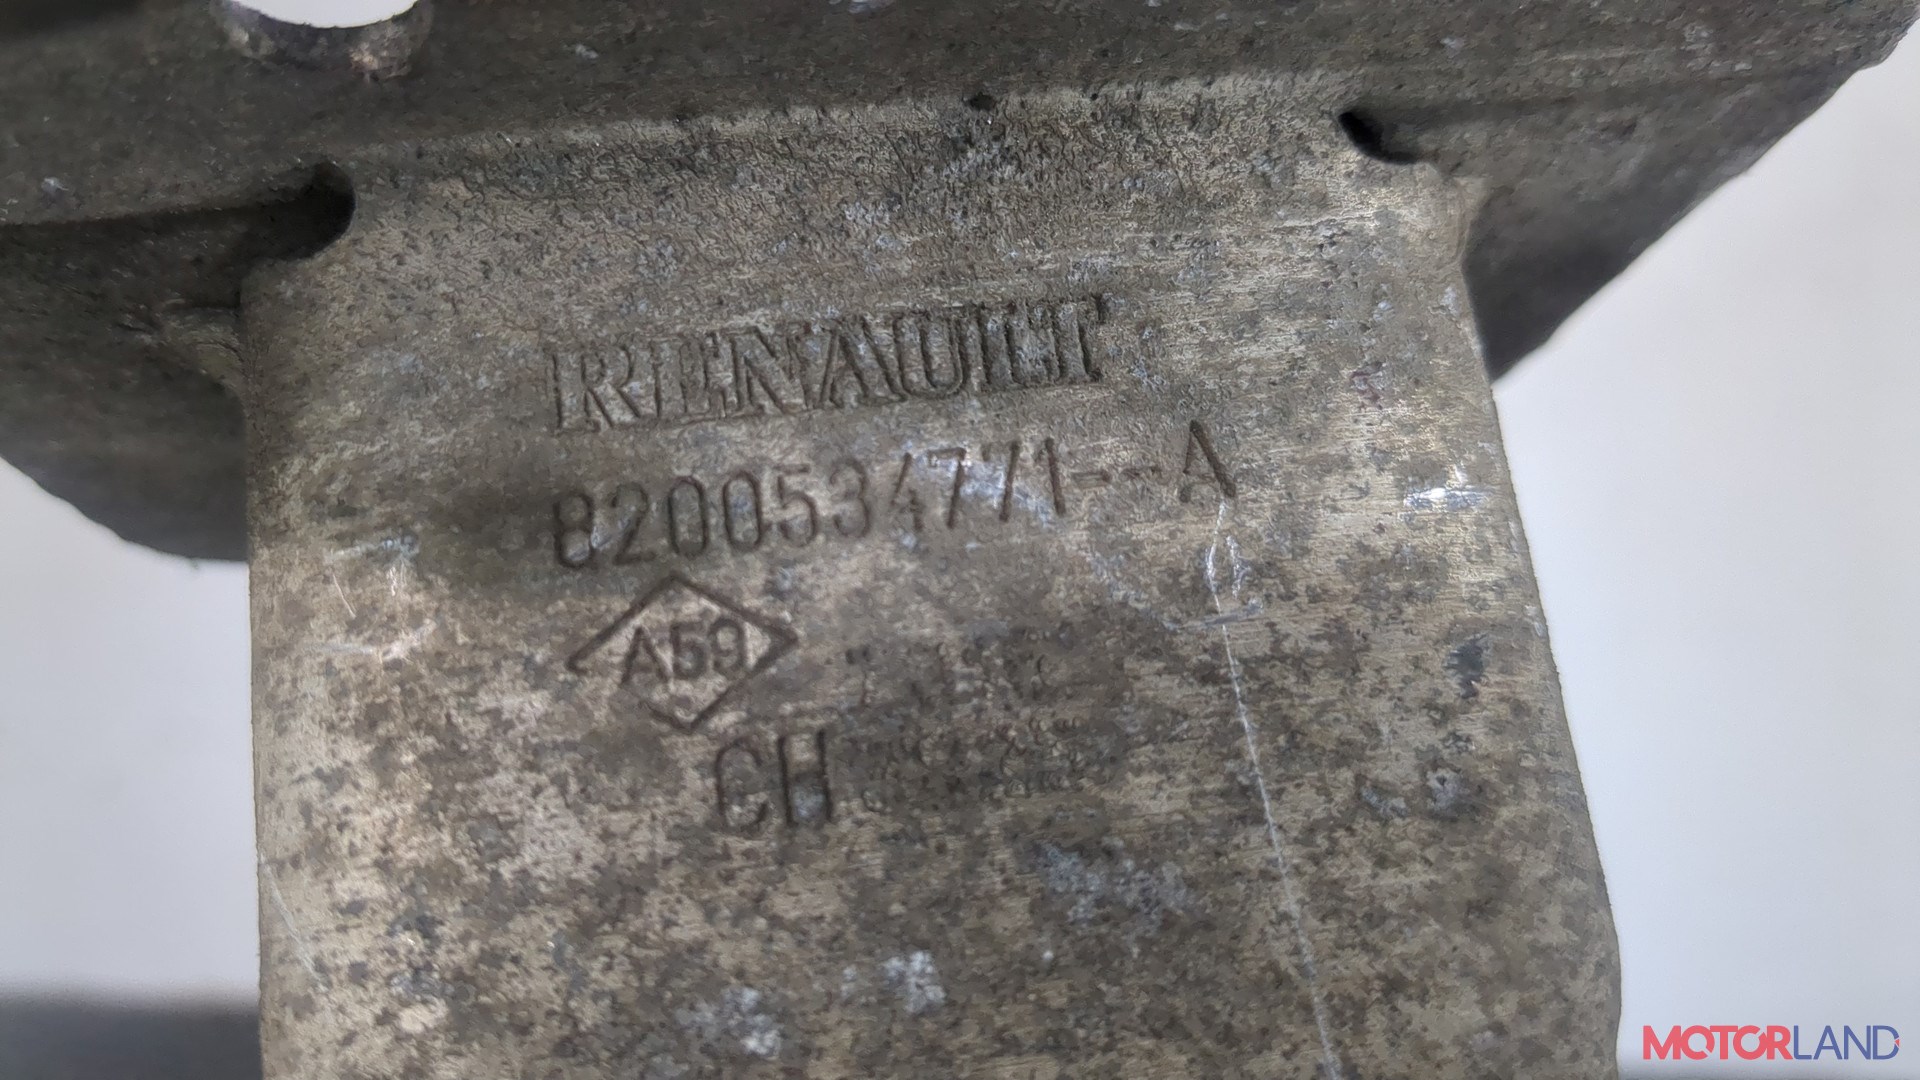 RENAULT
8200534771--A
A59
CH
MOTORLAND